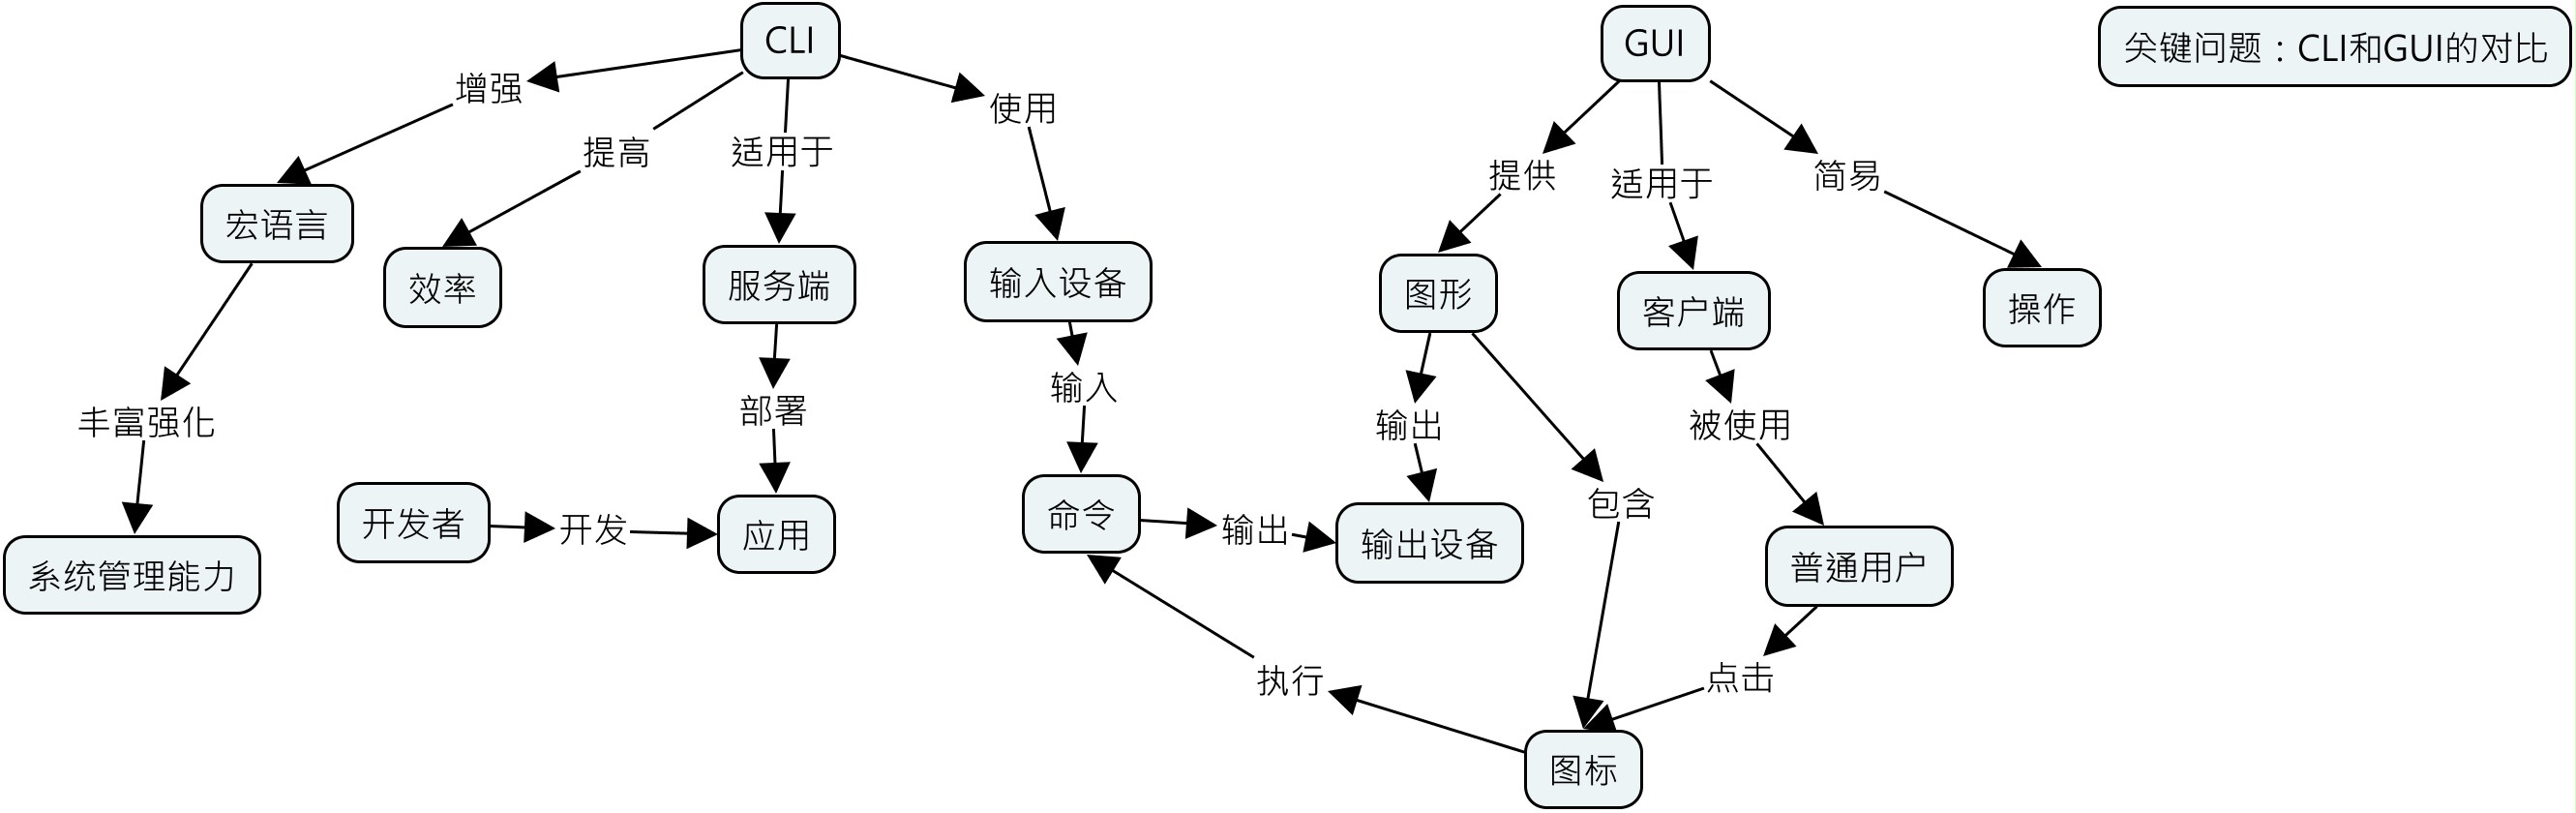 CLI
GUI
关键问题：CLI和GUI的对比
增强
使用
提高
适用于
提供
适用于
简易
宏语言
效率
服务端
输入设备
图形
客户端
操作
丰富强化
部署
输入
输出
被使用
包含
开发者
开发
应用
命令
输出
输出设备
系统管理能力
普通用户
执行
点击
图标